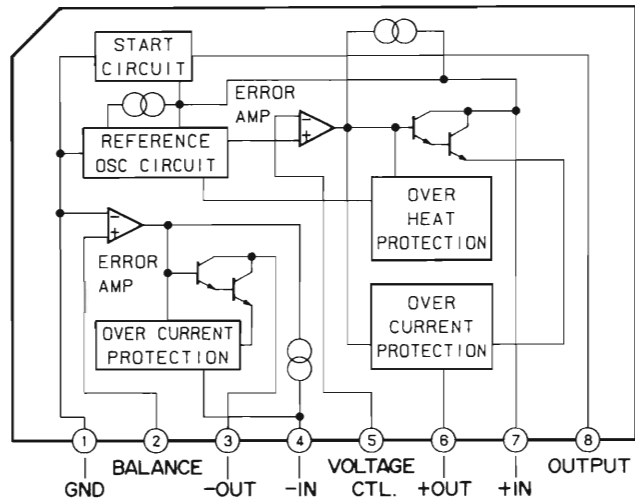 START
CIRCUIT
ERROR
AMP
REFERENCE
OSC CIRCUIT
-
+
OVER
HEAT
PROTECTION
-
+
ERROR
AMP
OVER CURRENT
PROTECTION
OVER
CURRENT
PROTECTION
1 2 3 4 5 6 7 8
BALANCE VOLTAGE OUTPUT
GND -OUT -IN CTL. +OUT +IN